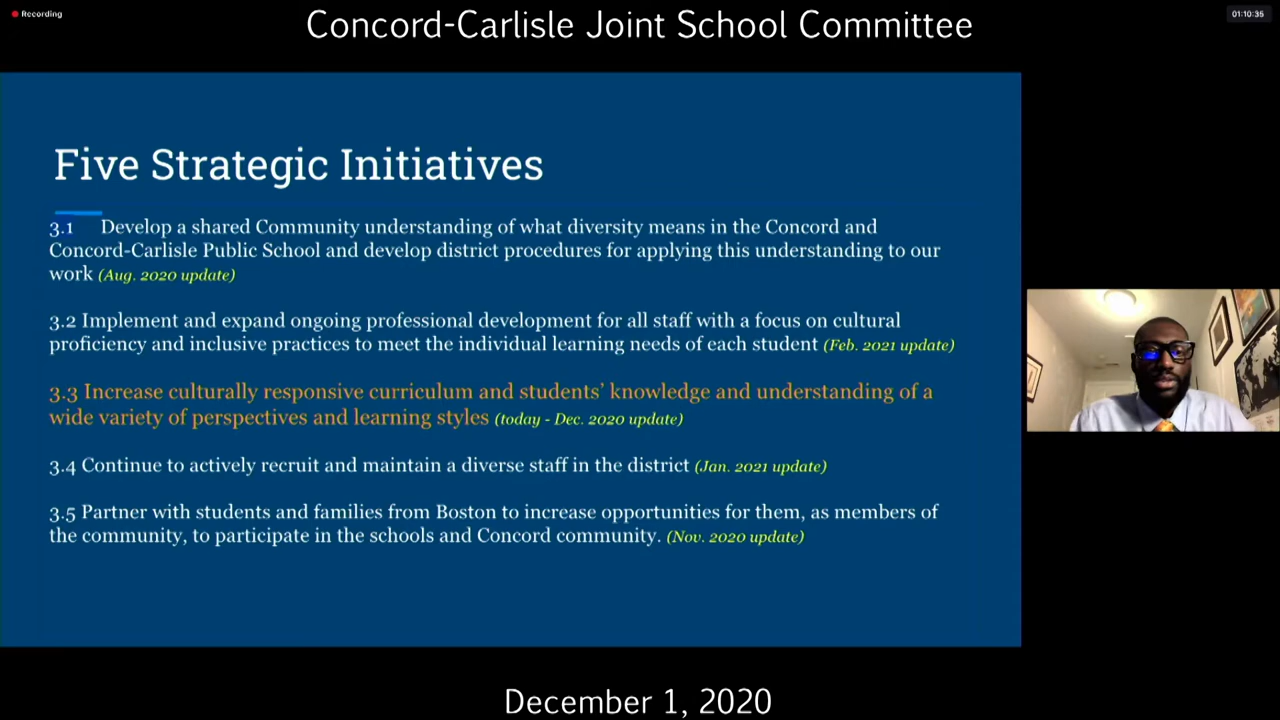 Recording
01:10:35
Concord-Carlisle Joint School Committee
Five Strategic Initiatives
3.1 Develop a shared Community understanding of what diversity means in the Concord and
Concord-Carlisle Public School and develop district procedures for applying this understanding to our
work (Aug. 2020 update)
3.2 Implement and expand ongoing professional development for all staff with a focus on cultural
proficiency and inclusive practices to meet the individual learning needs of each student (Feb. 2021 update)
3.3 Increase culturally responsive curriculum and students’ knowledge and understanding of a
wide variety of perspectives and learning styles (today - Dec. 2020 update)
3.4 Continue to actively recruit and maintain a diverse staff in the district (Jan. 2021 update)
3.5 Partner with students and families from Boston to increase opportunities for them, as members of
the community, to participate in the schools and Concord community. (Nov. 2020 update)
December 1, 2020